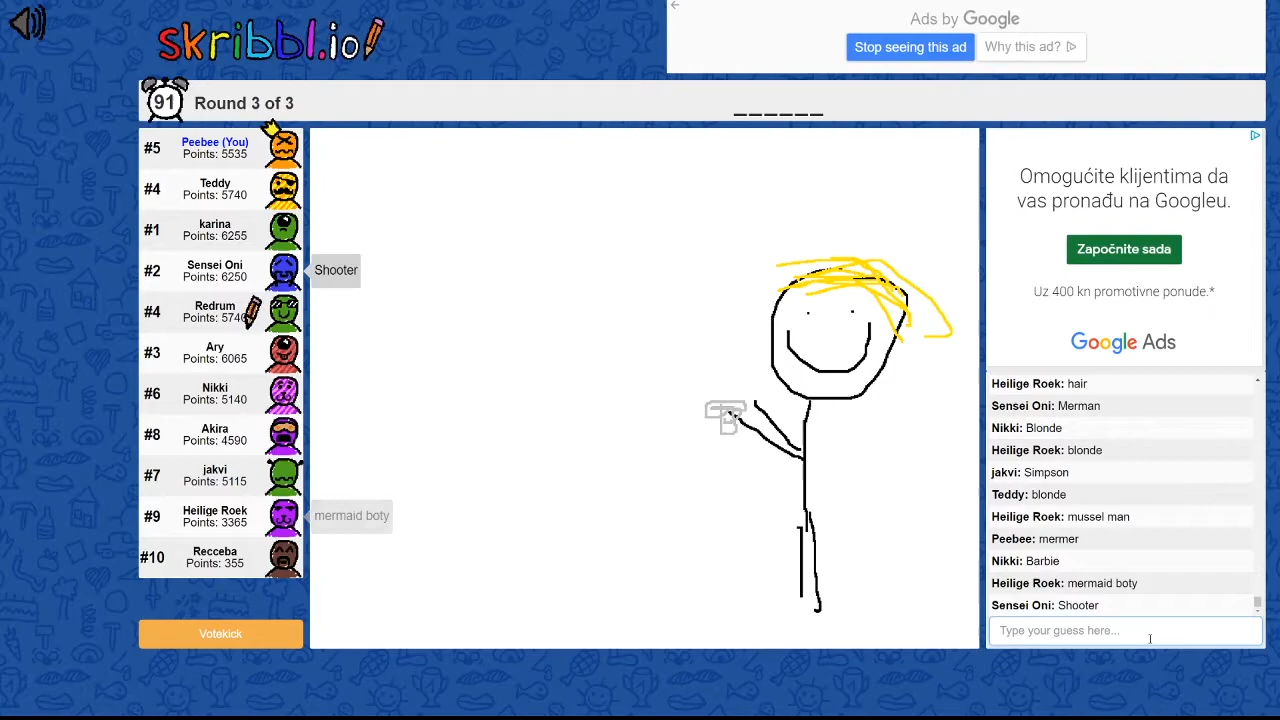 Ads by Google
Stop seeing this ad
Why this ad?
skribbl.io
91
Round 3 of 3
______
#5
Peebee (You)
Points: 5535
#4
Teddy
Points: 5740
#1
karina
Points: 6255
#2
Sensei Oni
Points: 6250
Shooter
#4
Redrum
Points: 5740
#3
Ary
Points: 6065
#6
Nikki
Points: 5140
#8
Akira
Points: 4590
#7
jakvi
Points: 5115
#9
Heilige Roek
Points: 3365
mermaid boty
#10
Recceba
Points: 355
Votekick
Omogućite klijentima da
vas pronađu na Googleu.
Započnite sada
Uz 400 kn promotivne ponude.*
Google Ads
Heilige Roek: hair
Sensei Oni: Merman
Nikki: Blonde
Heilige Roek: blonde
jakvi: Simpson
Teddy: blonde
Heilige Roek: mussel man
Peebee: mermer
Nikki: Barbie
Heilige Roek: mermaid boty
Sensei Oni: Shooter
Type your guess here...